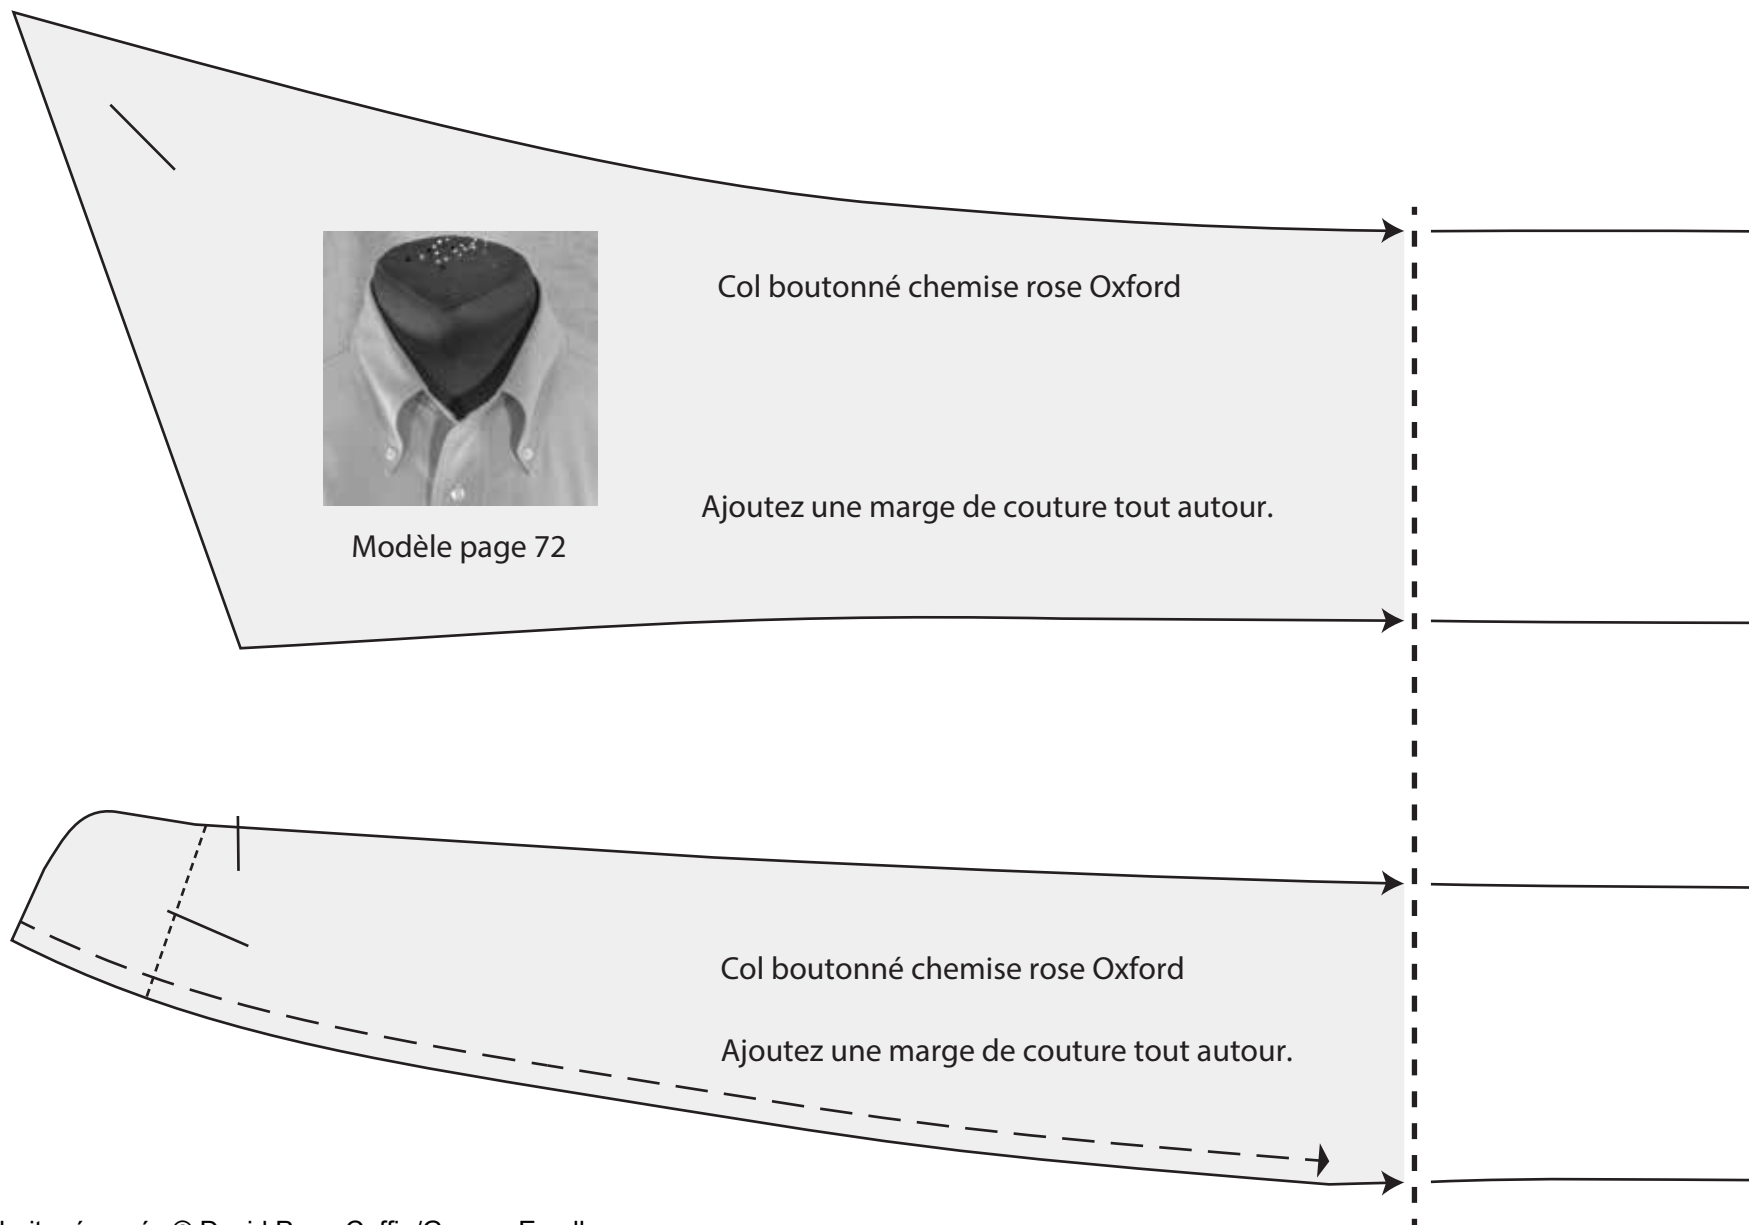 Col boutonné chemise rose Oxford
Ajoutez une marge de couture tout autour.
Modèle page 72
Col boutonné chemise rose Oxford
Ajoutez une marge de couture tout autour.